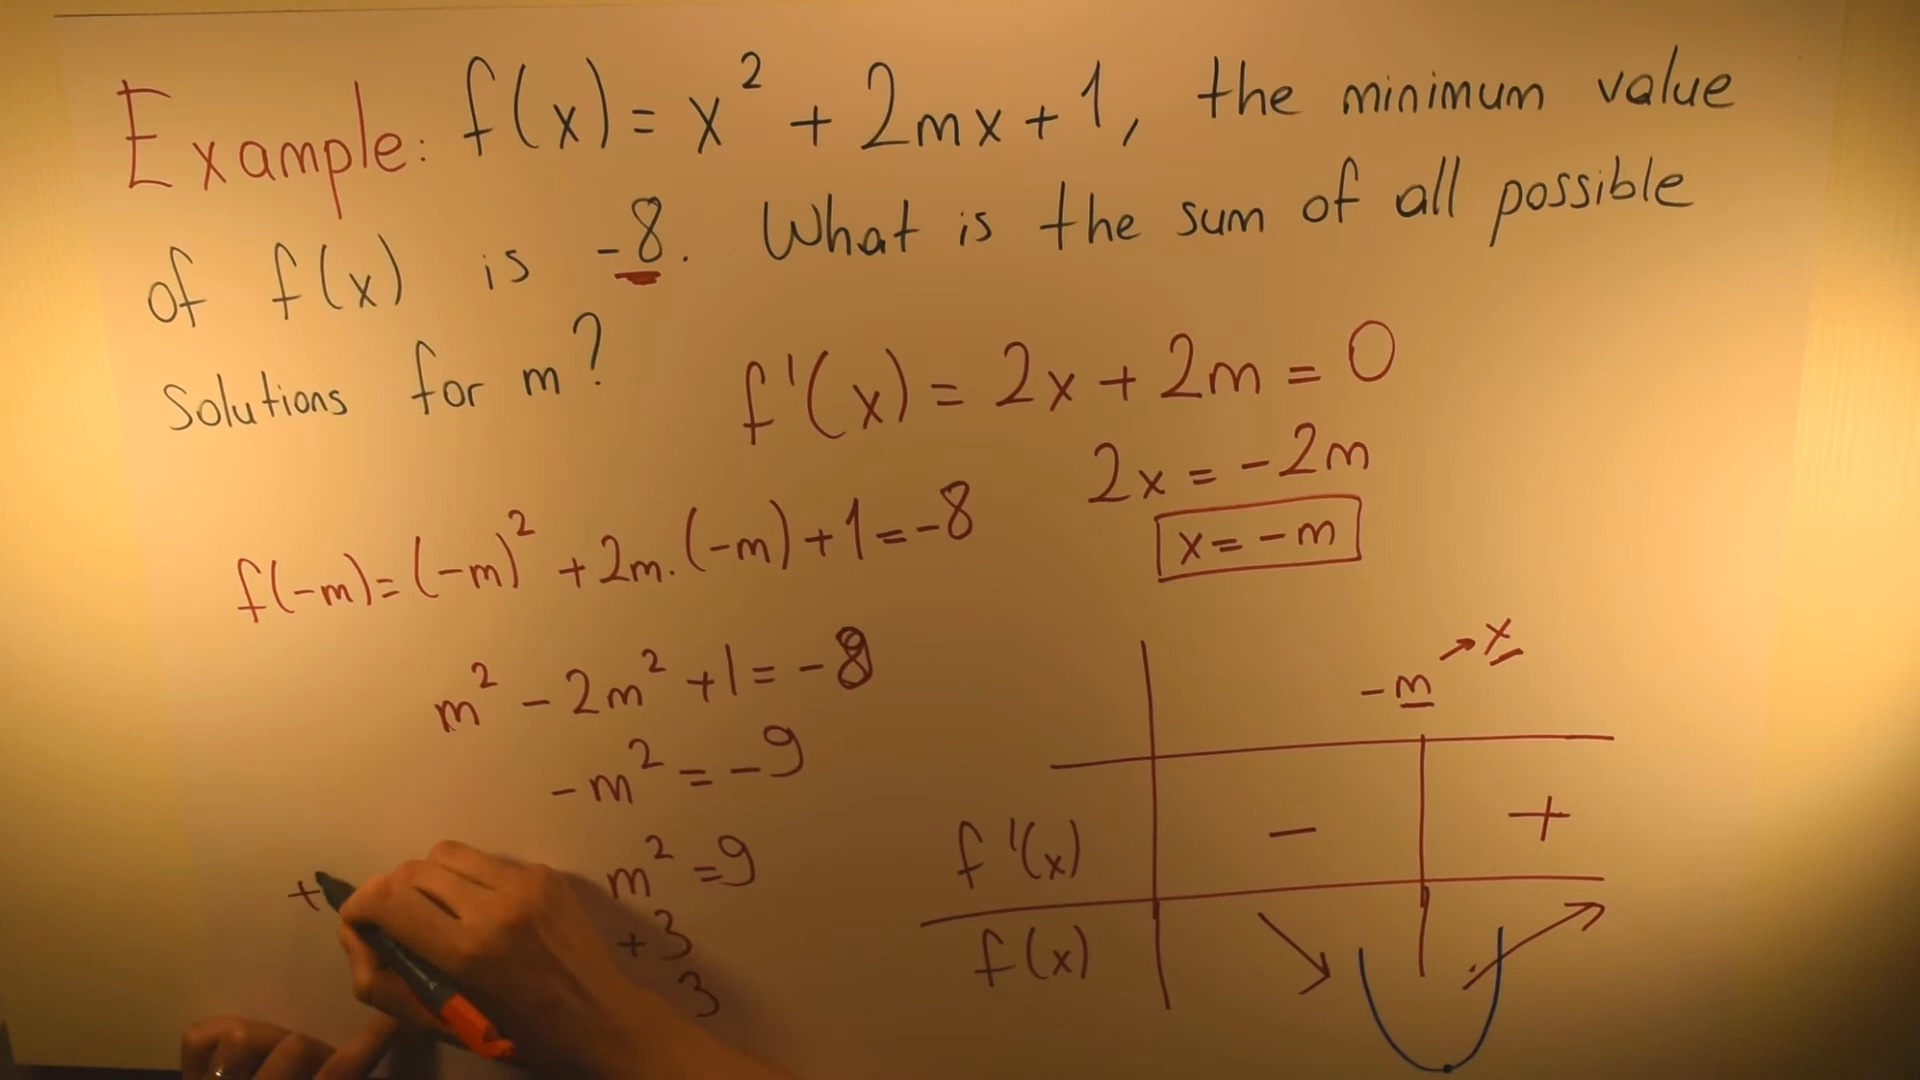 Example: f(x) = x² + 2mx + 1, the minimum value
of f(x) is -8. What is the sum of all possible
solutions for m?
f'(x) = 2x + 2m = 0
2x = -2m
x = -m
f(-m) = (-m)² + 2m.(-m) + 1 = -8
m² - 2m² + 1 = -8
-m² = -9
m² = 9
+3
3
+
-m → x
f'(x) - +
f(x)